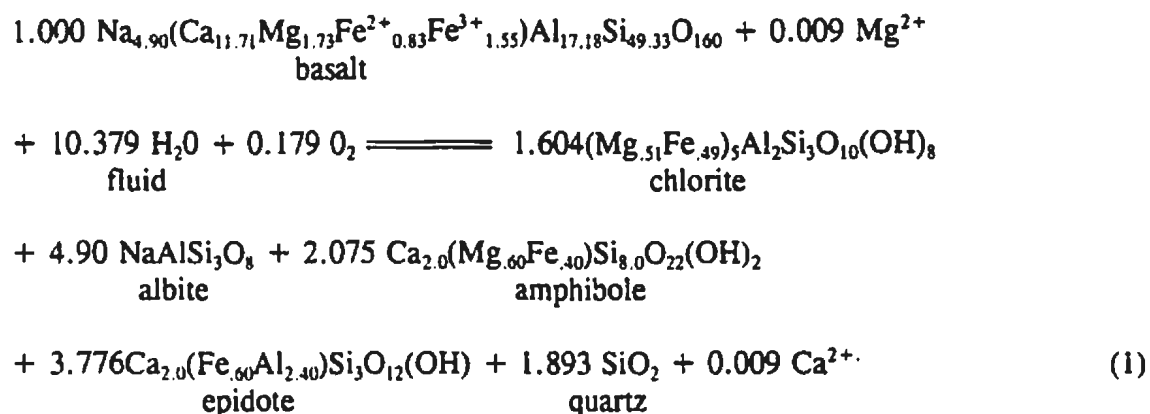 1.000 Na₄.₉₀(Ca₁₁.₇₁Mg₁.₇₃Fe²⁺₀.₈₃Fe³⁺₁.₅₅)Al₁₇.₁₈Si₄₉.₃₃O₁₆₀ + 0.009 Mg²⁺
basalt
+ 10.379 H₂O + 0.179 O₂ ═══ 1.604(Mg.₅₁Fe.₄₉)₅Al₂Si₃O₁₀(OH)₈
fluid chlorite
+ 4.90 NaAlSi₃O₈ + 2.075 Ca₂.₀(Mg.₆₀Fe.₄₀)Si₈.₀O₂₂(OH)₂
albite amphibole
+ 3.776Ca₂.₀(Fe.₆₀Al₂.₄₀)Si₃O₁₂(OH) + 1.893 SiO₂ + 0.009 Ca²⁺· (1)
epidote quartz